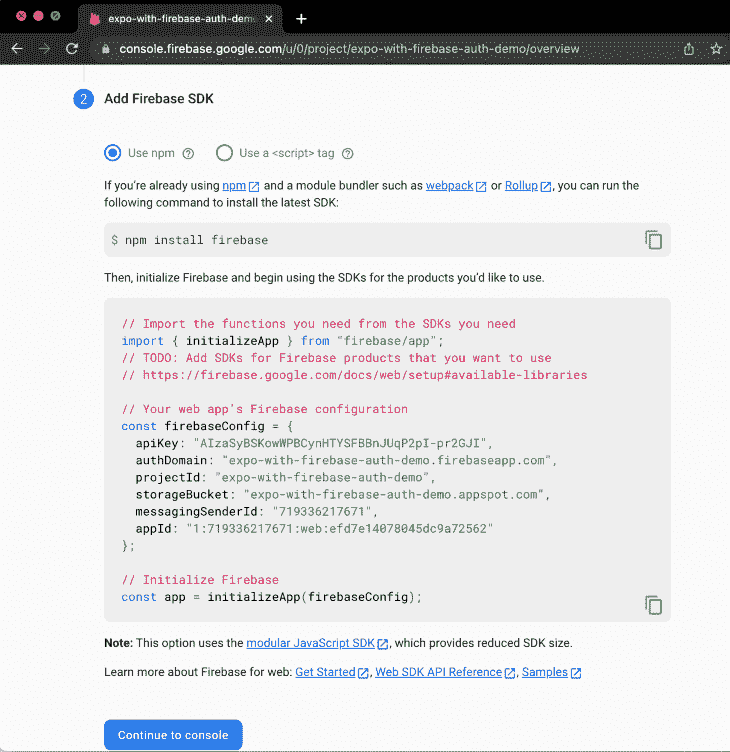 expo-with-firebase-auth-demo
console.firebase.google.com/u/0/project/expo-with-firebase-auth-demo/overview
2 Add Firebase SDK
Use npm ? Use a <script> tag ?
If you're already using npm and a module bundler such as webpack or Rollup, you can run the
following command to install the latest SDK:
$ npm install firebase
Then, initialize Firebase and begin using the SDKs for the products you'd like to use.
// Import the functions you need from the SDKs you need
import { initializeApp } from "firebase/app";
// TODO: Add SDKs for Firebase products that you want to use
// https://firebase.google.com/docs/web/setup#available-libraries
// Your web app's Firebase configuration
const firebaseConfig = {
apiKey: "AIzaSyBSKowWPBCynHTYSFBBnJUqP2pI-pr2GJI",
authDomain: "expo-with-firebase-auth-demo.firebaseapp.com",
projectId: "expo-with-firebase-auth-demo",
storageBucket: "expo-with-firebase-auth-demo.appspot.com",
messagingSenderId: "719336217671",
appId: "1:719336217671:web:efd7e14078045dc9a72562"
};
// Initialize Firebase
const app = initializeApp(firebaseConfig);
Note: This option uses the modular JavaScript SDK, which provides reduced SDK size.
Learn more about Firebase for web: Get Started, Web SDK API Reference, Samples
Continue to console